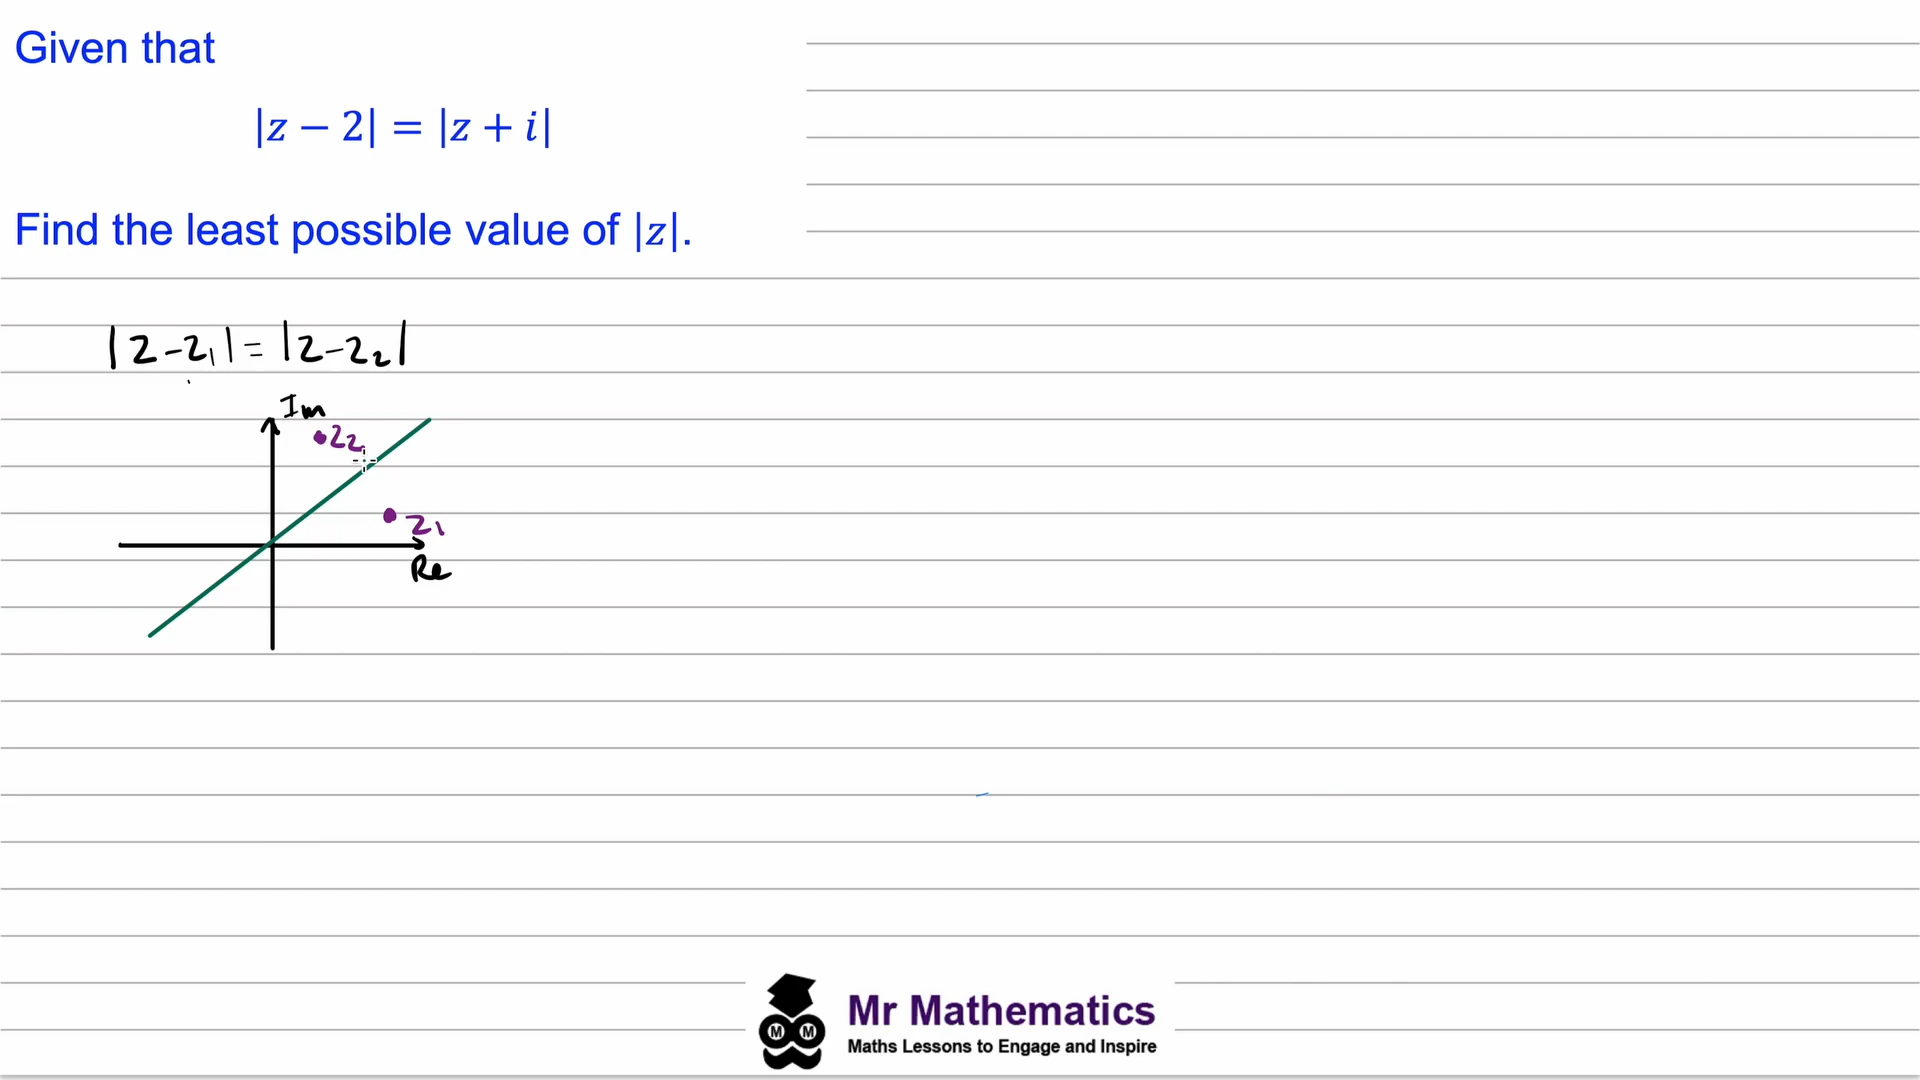 Given that
|z − 2| = |z + i|
Find the least possible value of |z|.
|z-z₁|=|z-z₂|
Im
z₂
z₁
Re
M M
Mr Mathematics
Maths Lessons to Engage and Inspire